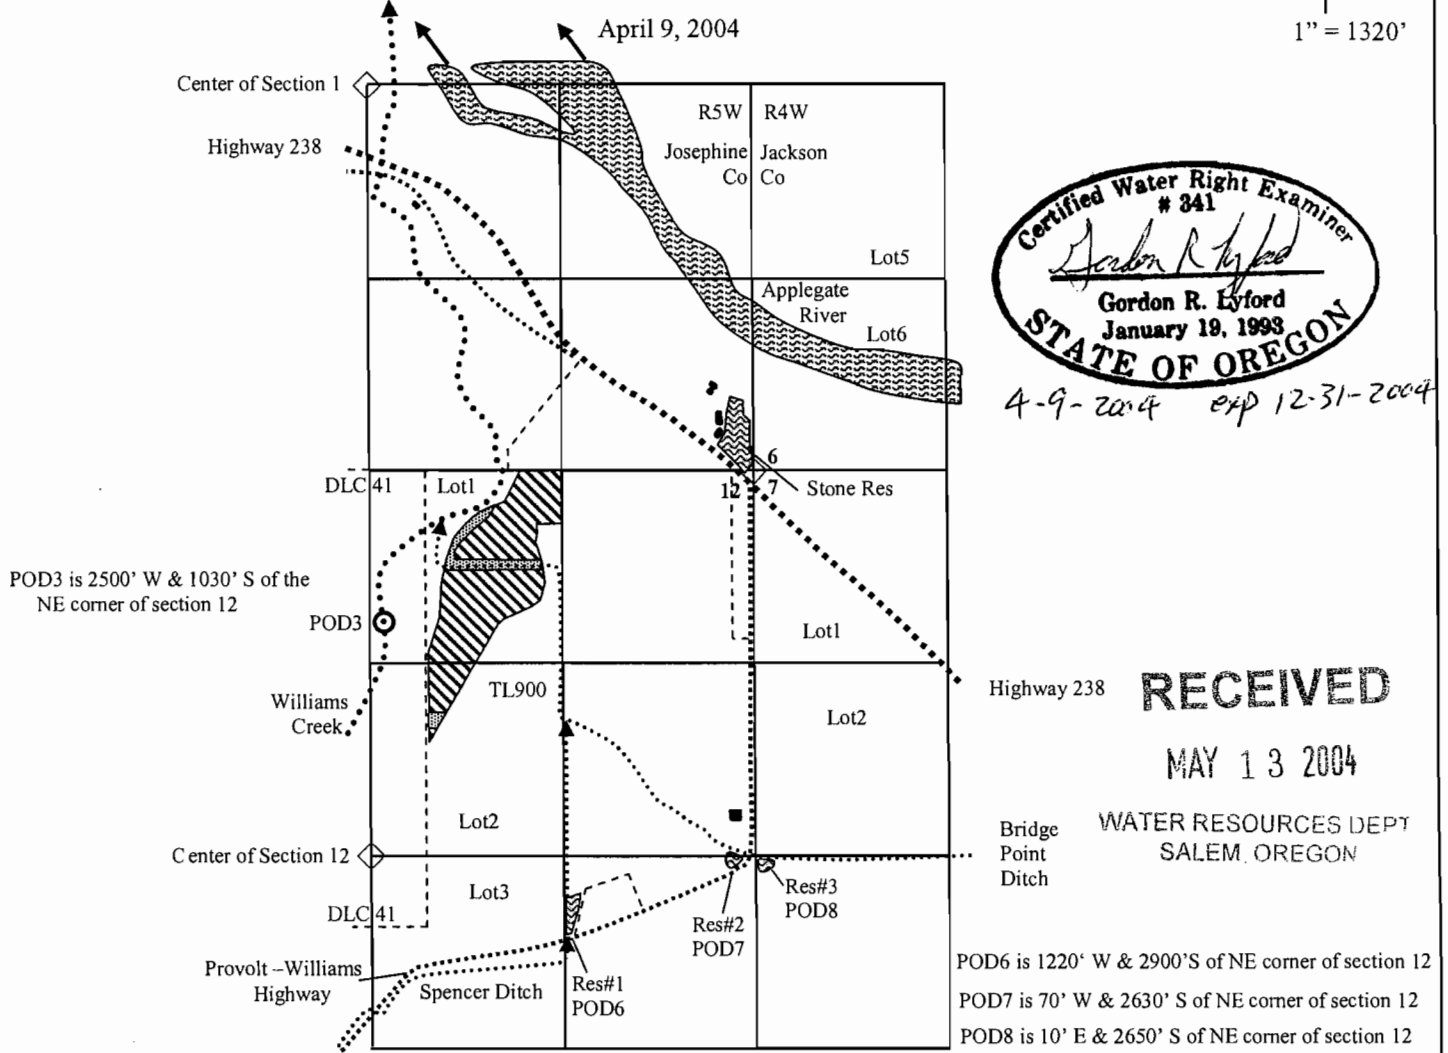 April 9, 2004
1” = 1320’
Center of Section 1
R5W R4W
Highway 238
Josephine Jackson
Co Co
Certified Water Right Examiner
# 341
Gordon R Lyford
Gordon R. Lyford
January 19, 1993
STATE OF OREGON
4-9-2004 exp 12-31-2004
Lot5
Applegate
River
Lot6
6
12 7
Stone Res
DLC 41
Lot1
POD3 is 2500’ W & 1030’ S of the
NE corner of section 12
POD3
Lot1
TL900
Williams
Creek
Highway 238
RECEIVED
MAY 13 2004
WATER RESOURCES DEPT
SALEM, OREGON
Lot2
Lot2
Center of Section 12
Bridge
Point
Ditch
Lot3
Res#3
POD8
DLC 41
Res#2
POD7
Provolt –Williams
Highway
Spencer Ditch
Res#1
POD6
POD6 is 1220‘ W & 2900’S of NE corner of section 12
POD7 is 70’ W & 2630’ S of NE corner of section 12
POD8 is 10’ E & 2650’ S of NE corner of section 12